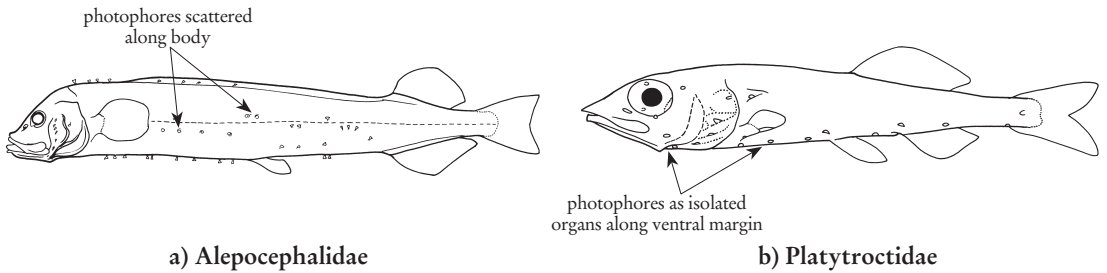 photophores scattered
along body
photophores as isolated
organs along ventral margin
a) Alepocephalidae
b) Platytroctidae